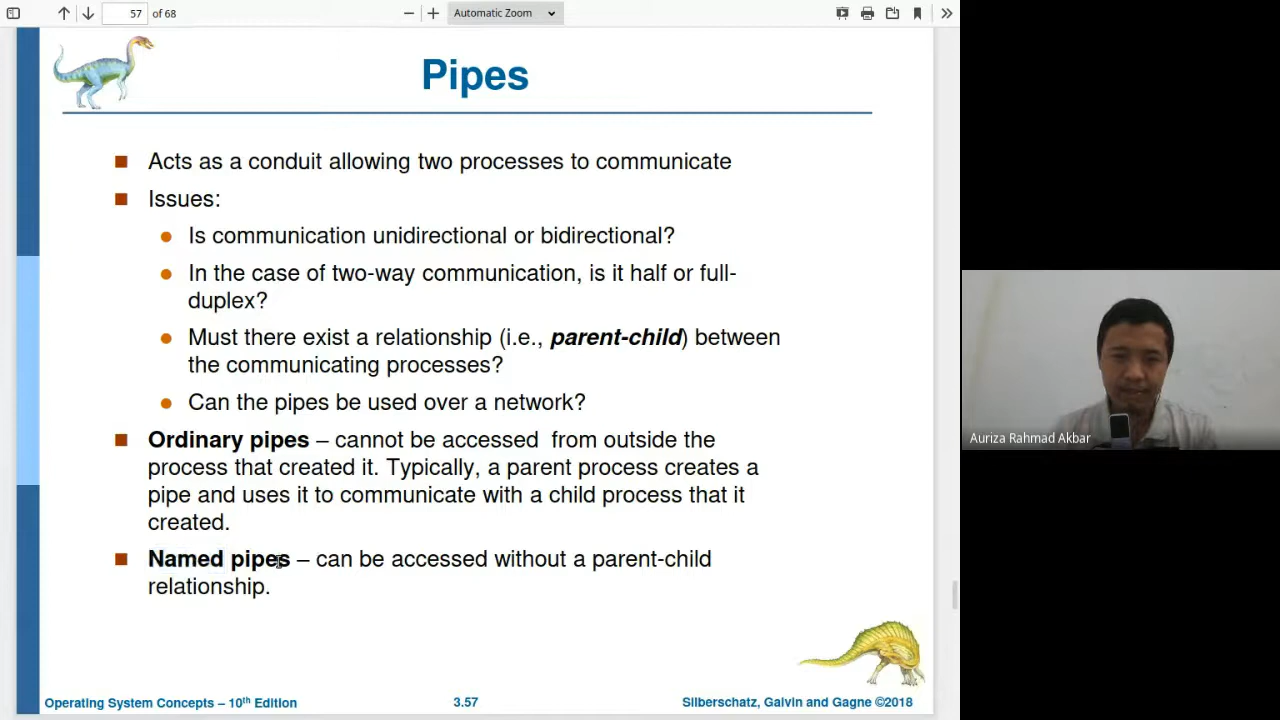 57 of 68
Automatic Zoom
Pipes
Acts as a conduit allowing two processes to communicate
Issues:
Is communication unidirectional or bidirectional?
In the case of two-way communication, is it half or full-
duplex?
Must there exist a relationship (i.e., parent-child) between
the communicating processes?
Can the pipes be used over a network?
Ordinary pipes – cannot be accessed from outside the
process that created it. Typically, a parent process creates a
pipe and uses it to communicate with a child process that it
created.
Named pipes – can be accessed without a parent-child
relationship.
Operating System Concepts – 10th Edition
3.57
Silberschatz, Galvin and Gagne ©2018
Auriza Rahmad Akbar